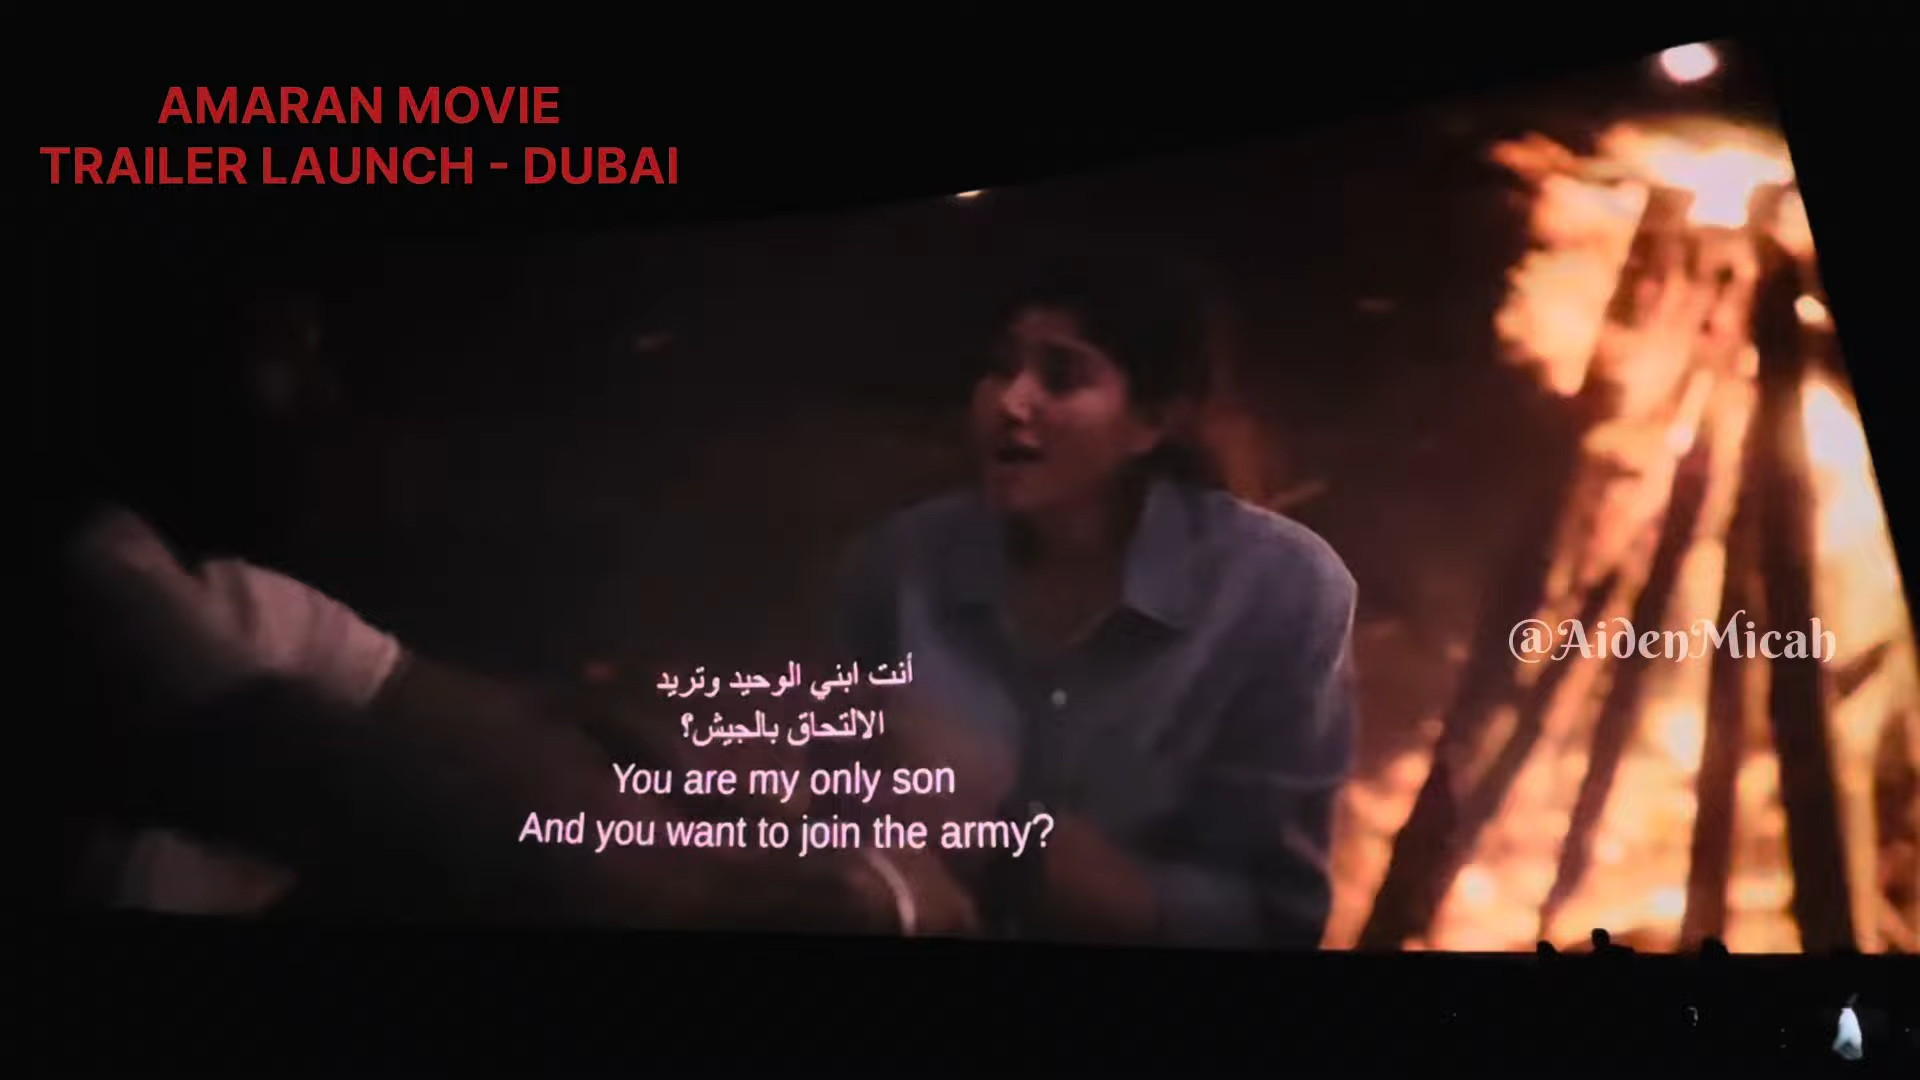 AMARAN MOVIE
TRAILER LAUNCH - DUBAI
@AidenMicah
أنت ابني الوحيد وتريد
الالتحاق بالجيش؟
You are my only son
And you want to join the army?